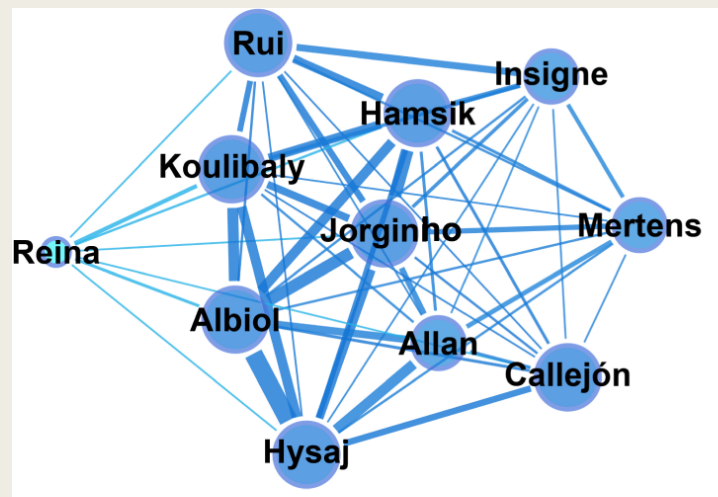 Rui
Insigne
Hamsik
Koulibaly
Jorginho
Mertens
Reina
Albiol
Allan
Callejón
Hysaj